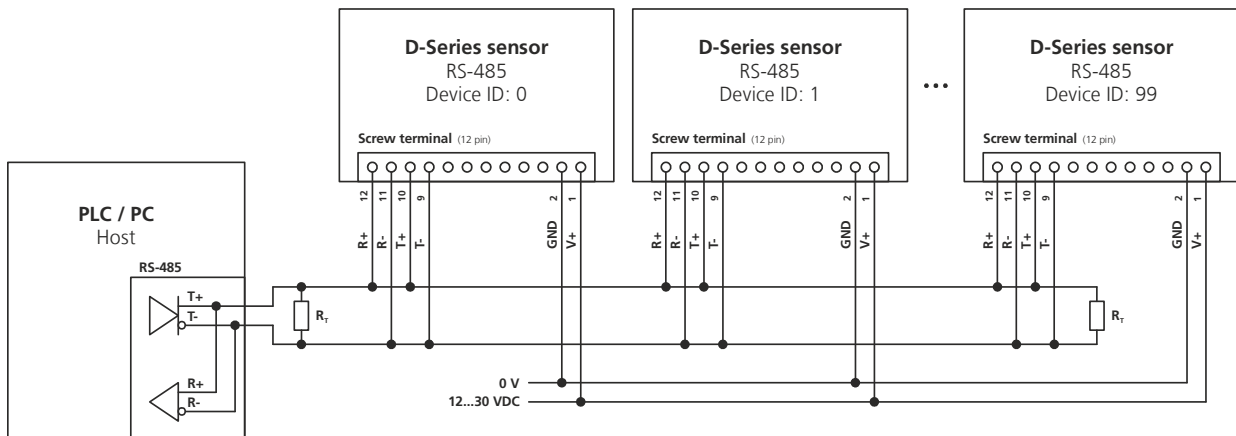 D-Series sensor
RS-485
Device ID: 0
Screw terminal (12 pin)
12
11
10
9
2
1
R+
R-
T+
T-
GND
V+
D-Series sensor
RS-485
Device ID: 1
Screw terminal (12 pin)
12
11
10
9
2
1
R+
R-
T+
T-
GND
V+
...
D-Series sensor
RS-485
Device ID: 99
Screw terminal (12 pin)
12
11
10
9
2
1
R+
R-
T+
T-
GND
V+
PLC / PC
Host
RS-485
T+
T-
R+
R-
RT
RT
0 V
12...30 VDC